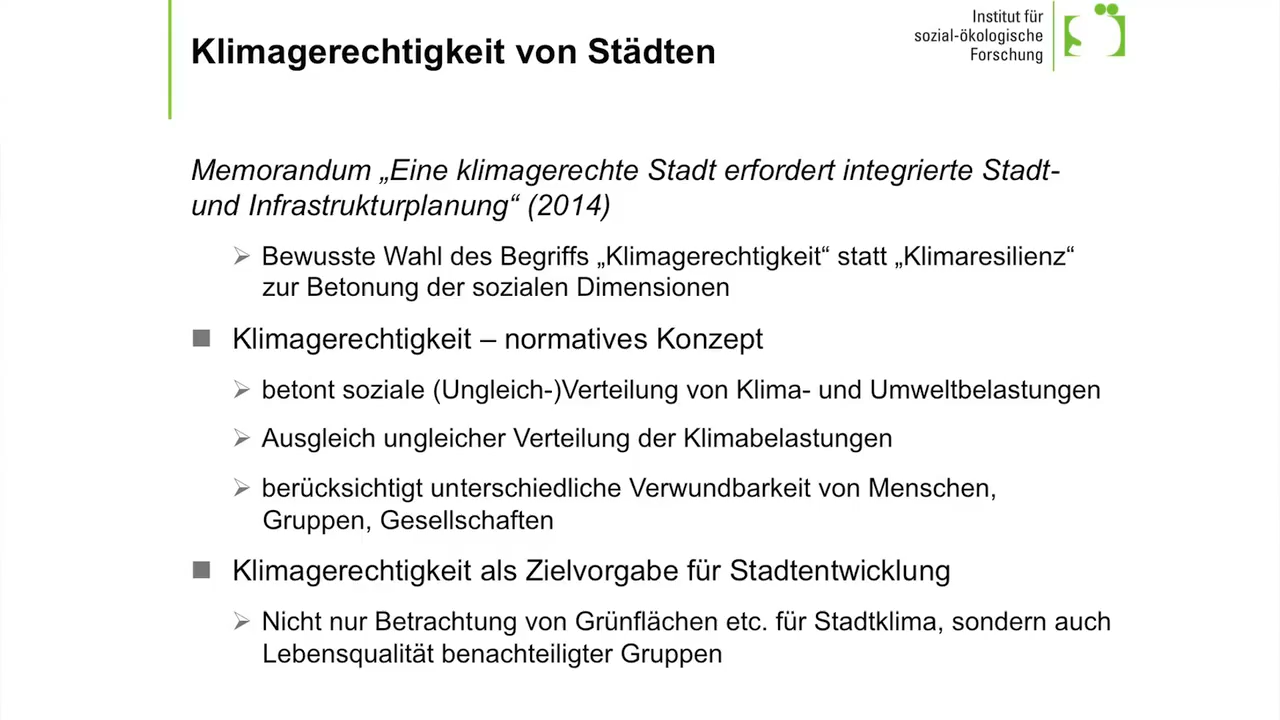 Klimagerechtigkeit von Städten
Institut für
sozial-ökologische
Forschung
Memorandum „Eine klimagerechte Stadt erfordert integrierte Stadt-
und Infrastrukturplanung“ (2014)
Bewusste Wahl des Begriffs „Klimagerechtigkeit“ statt „Klimaresilienz“
zur Betonung der sozialen Dimensionen
Klimagerechtigkeit – normatives Konzept
betont soziale (Ungleich-)Verteilung von Klima- und Umweltbelastungen
Ausgleich ungleicher Verteilung der Klimabelastungen
berücksichtigt unterschiedliche Verwundbarkeit von Menschen,
Gruppen, Gesellschaften
Klimagerechtigkeit als Zielvorgabe für Stadtentwicklung
Nicht nur Betrachtung von Grünflächen etc. für Stadtklima, sondern auch
Lebensqualität benachteiligter Gruppen